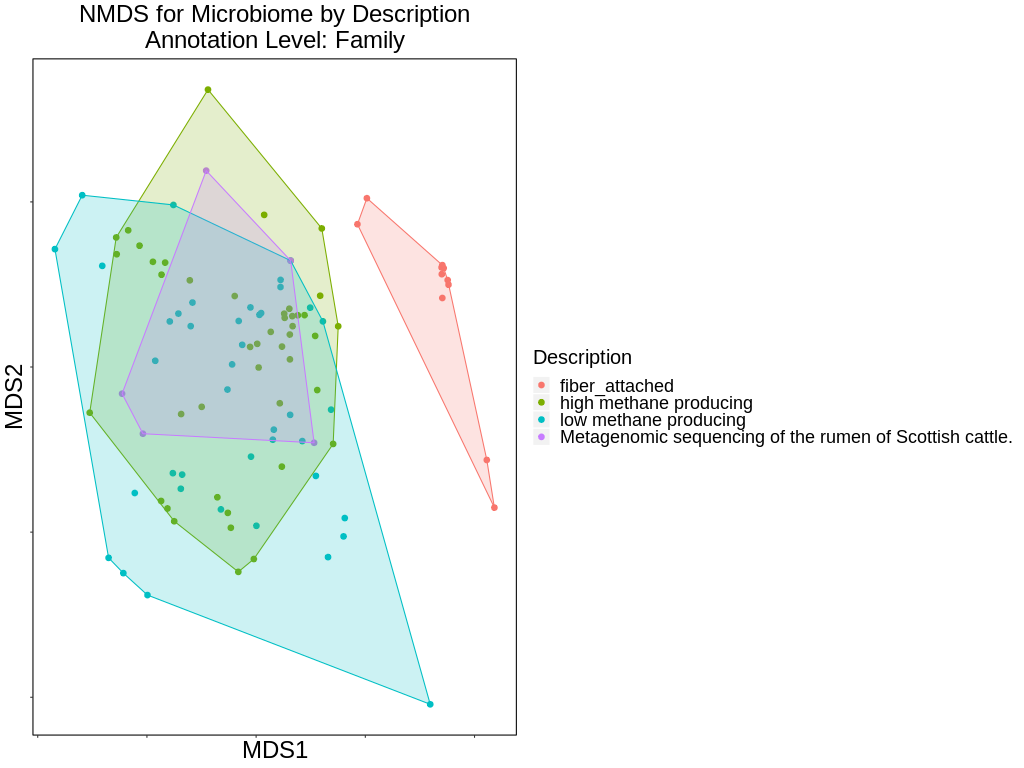 NMDS for Microbiome by Description
Annotation Level: Family
MDS2
MDS1
Description
fiber_attached
high methane producing
low methane producing
Metagenomic sequencing of the rumen of Scottish cattle.